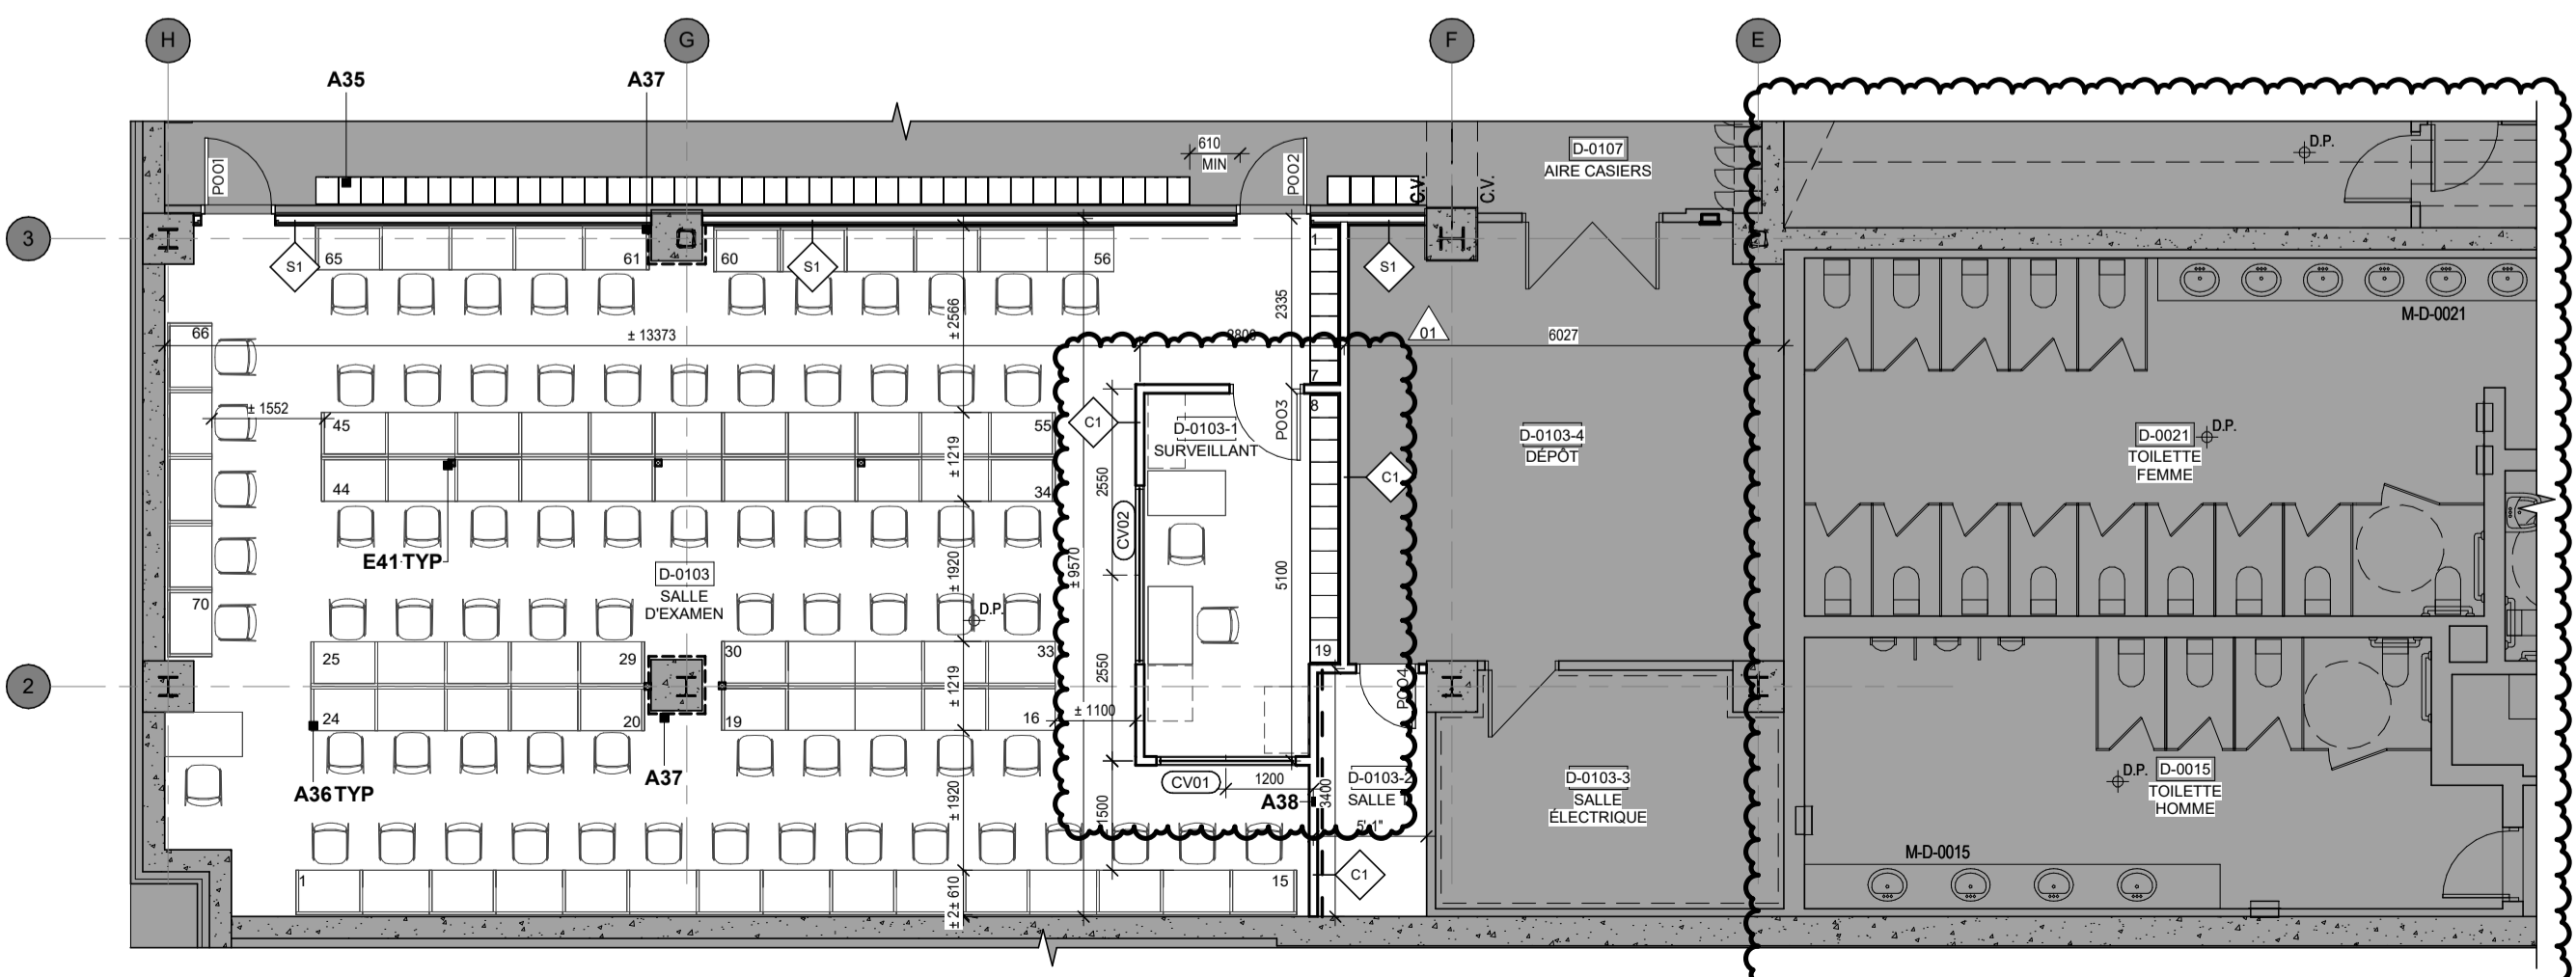 H
G
F
E
A35
A37
610
MIN
POO1
POO2
D-0107
AIRE CASIERS
D.P.
C.V.
C.V.
3
65
61
60
56
S1
S1
S1
1
± 2566
2335
M-D-0021
66
± 13373
2800
01
6027
7
± 1552
45
55
C1
D-0103-1
SURVEILLANT
POO3
8
D-0103-4
DÉPÔT
D-0021
D.P.
TOILETTE
FEMME
± 1219
44
34
2550
C1
CV02
E41 TYP
± 1920
± 9570
5100
D-0103
SALLE
D'EXAMEN
D.P.
70
25
29
30
33
19
2550
2
± 1219
24
20
19
16
± 1100
POO4
A36 TYP
A37
CV01
1200
A38
3400
D-0103-2
SALLE
D-0103-3
SALLE
ÉLECTRIQUE
D.P.
D-0015
TOILETTE
HOMME
± 1920
1500
5'-1"
M-D-0015
1
15
C1
± 2
± 610